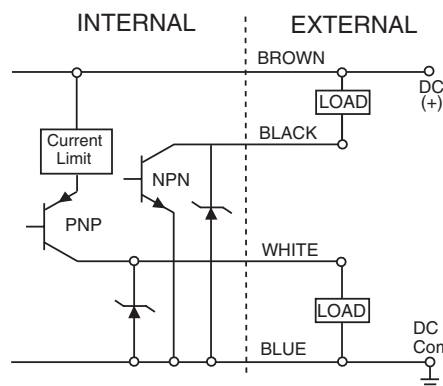 INTERNAL
EXTERNAL
BROWN
DC
(+)
LOAD
Current
Limit
BLACK
NPN
PNP
WHITE
LOAD
DC
Com
BLUE